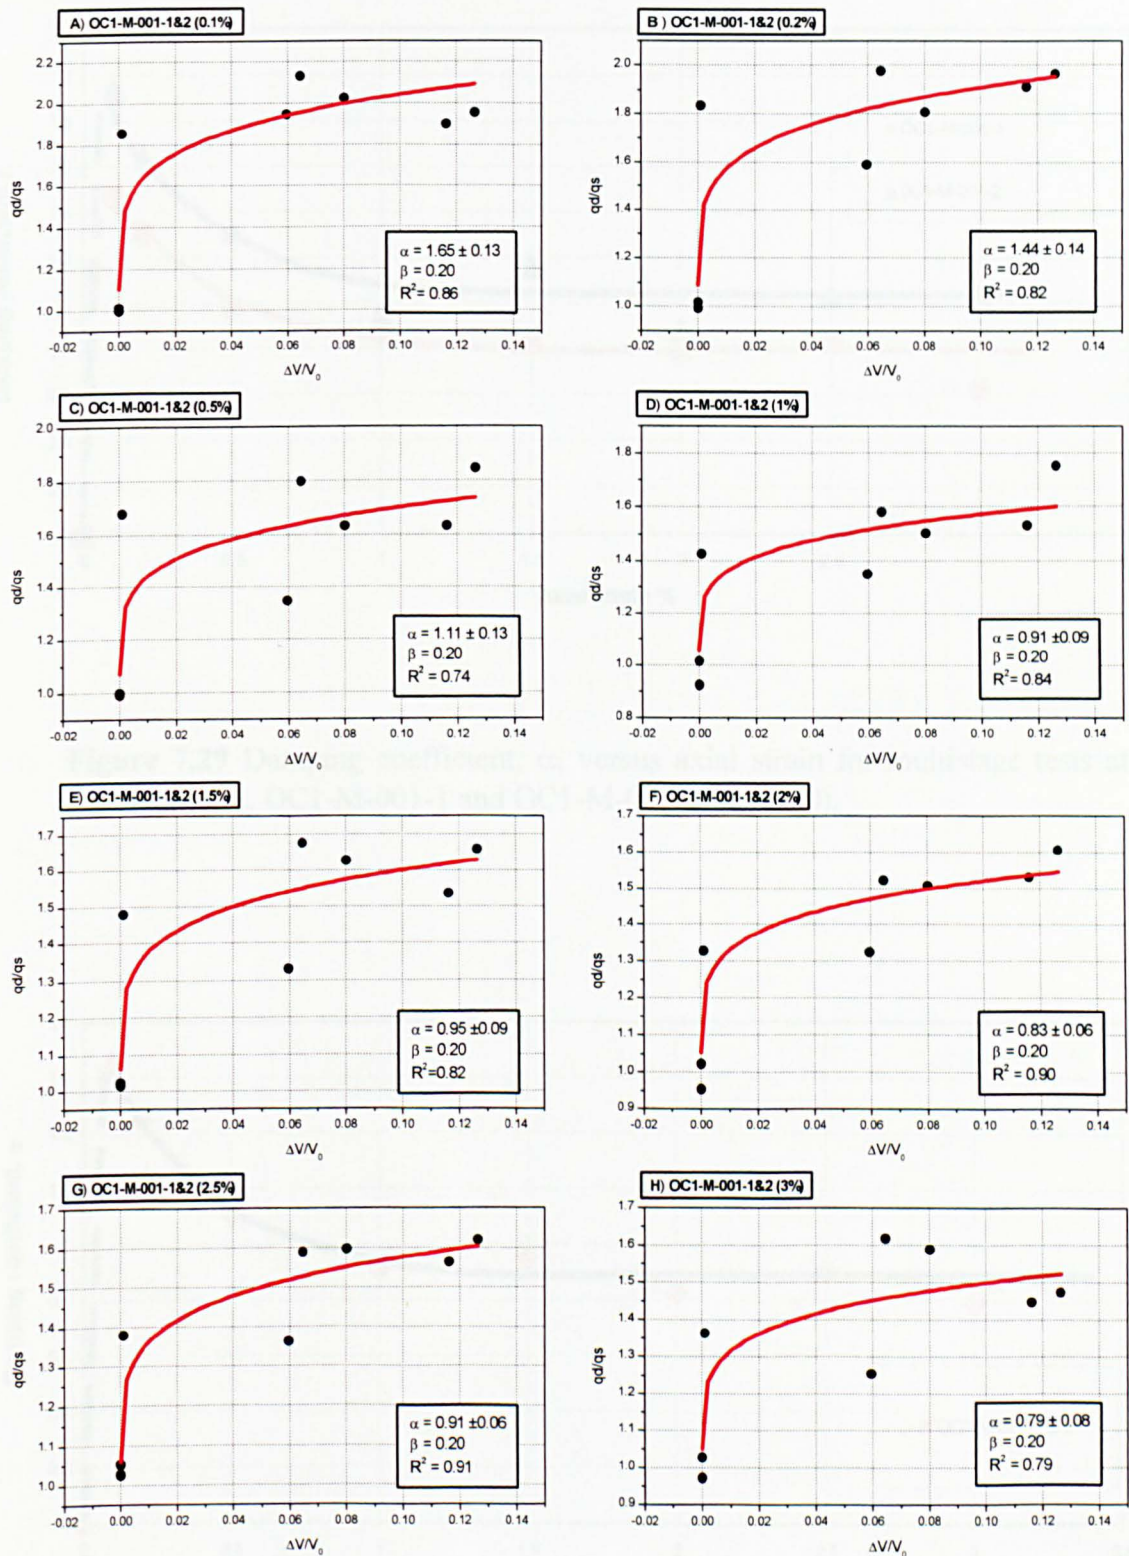 A) OC1-M-001-1&2 (0.1%)
2.2
2.0
1.8
1.6
1.4
1.2
1.0
qd/qs
α = 1.65 ± 0.13
β = 0.20
R² = 0.86
-0.02 0.00 0.02 0.04 0.06 0.08 0.10 0.12 0.14
ΔV/V₀
B) OC1-M-001-1&2 (0.2%)
2.0
1.8
1.6
1.4
1.2
1.0
qd/qs
α = 1.44 ± 0.14
β = 0.20
R² = 0.82
-0.02 0.00 0.02 0.04 0.06 0.08 0.10 0.12 0.14
ΔV/V₀
C) OC1-M-001-1&2 (0.5%)
2.0
1.8
1.6
1.4
1.2
1.0
qd/qs
α = 1.11 ± 0.13
β = 0.20
R² = 0.74
-0.02 0.00 0.02 0.04 0.06 0.08 0.10 0.12 0.14
ΔV/V₀
D) OC1-M-001-1&2 (1%)
1.8
1.6
1.4
1.2
1.0
0.8
qd/qs
α = 0.91 ±0.09
β = 0.20
R² = 0.84
-0.02 0.00 0.02 0.04 0.06 0.08 0.10 0.12 0.14
ΔV/V₀
Figure 7.29 Damping coefficient, α versus axial strain for multistage tests at
OC1-M-001-1 and OC1-M-
E) OC1-M-001-1&2 (1.5%)
1.7
1.6
1.5
1.4
1.3
1.2
1.1
1.0
qd/qs
α = 0.95 ±0.09
β = 0.20
R²=0.82
-0.02 0.00 0.02 0.04 0.06 0.08 0.10 0.12 0.14
ΔV/V₀
F) OC1-M-001-1&2 (2%)
1.7
1.6
1.5
1.4
1.3
1.2
1.1
1.0
0.9
qd/qs
α = 0.83 ± 0.06
β = 0.20
R² = 0.90
-0.02 0.00 0.02 0.04 0.06 0.08 0.10 0.12 0.14
ΔV/V₀
G) OC1-M-001-1&2 (2.5%)
1.7
1.6
1.5
1.4
1.3
1.2
1.1
1.0
qd/qs
α = 0.91 ±0.06
β = 0.20
R² = 0.91
-0.02 0.00 0.02 0.04 0.06 0.08 0.10 0.12 0.14
ΔV/V₀
H) OC1-M-001-1&2 (3%)
1.7
1.6
1.5
1.4
1.3
1.2
1.1
1.0
0.9
qd/qs
α = 0.79 ± 0.08
β = 0.20
R² = 0.79
-0.02 0.00 0.02 0.04 0.06 0.08 0.10 0.12 0.14
ΔV/V₀